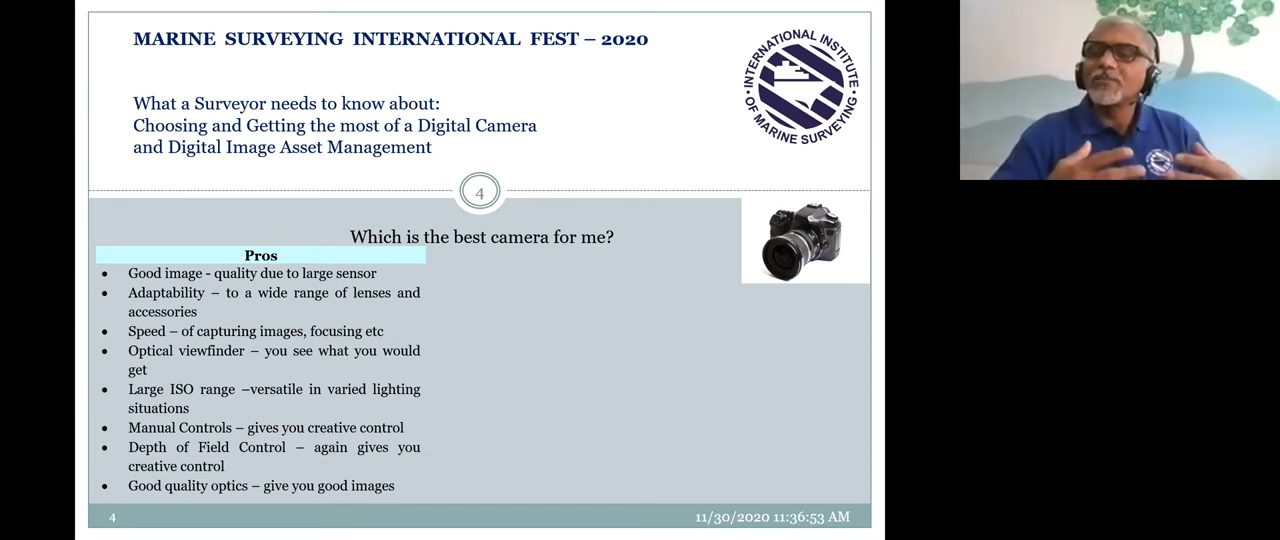 MARINE SURVEYING INTERNATIONAL FEST – 2020
INTERNATIONAL INSTITUTE
• OF MARINE SURVEYING •
What a Surveyor needs to know about:
Choosing and Getting the most of a Digital Camera
and Digital Image Asset Management
4
Which is the best camera for me?
Pros
• Good image - quality due to large sensor
• Adaptability – to a wide range of lenses and
accessories
• Speed – of capturing images, focusing etc
• Optical viewfinder – you see what you would
get
• Large ISO range –versatile in varied lighting
situations
• Manual Controls – gives you creative control
• Depth of Field Control – again gives you
creative control
• Good quality optics – give you good images
4
11/30/2020 11:36:53 AM